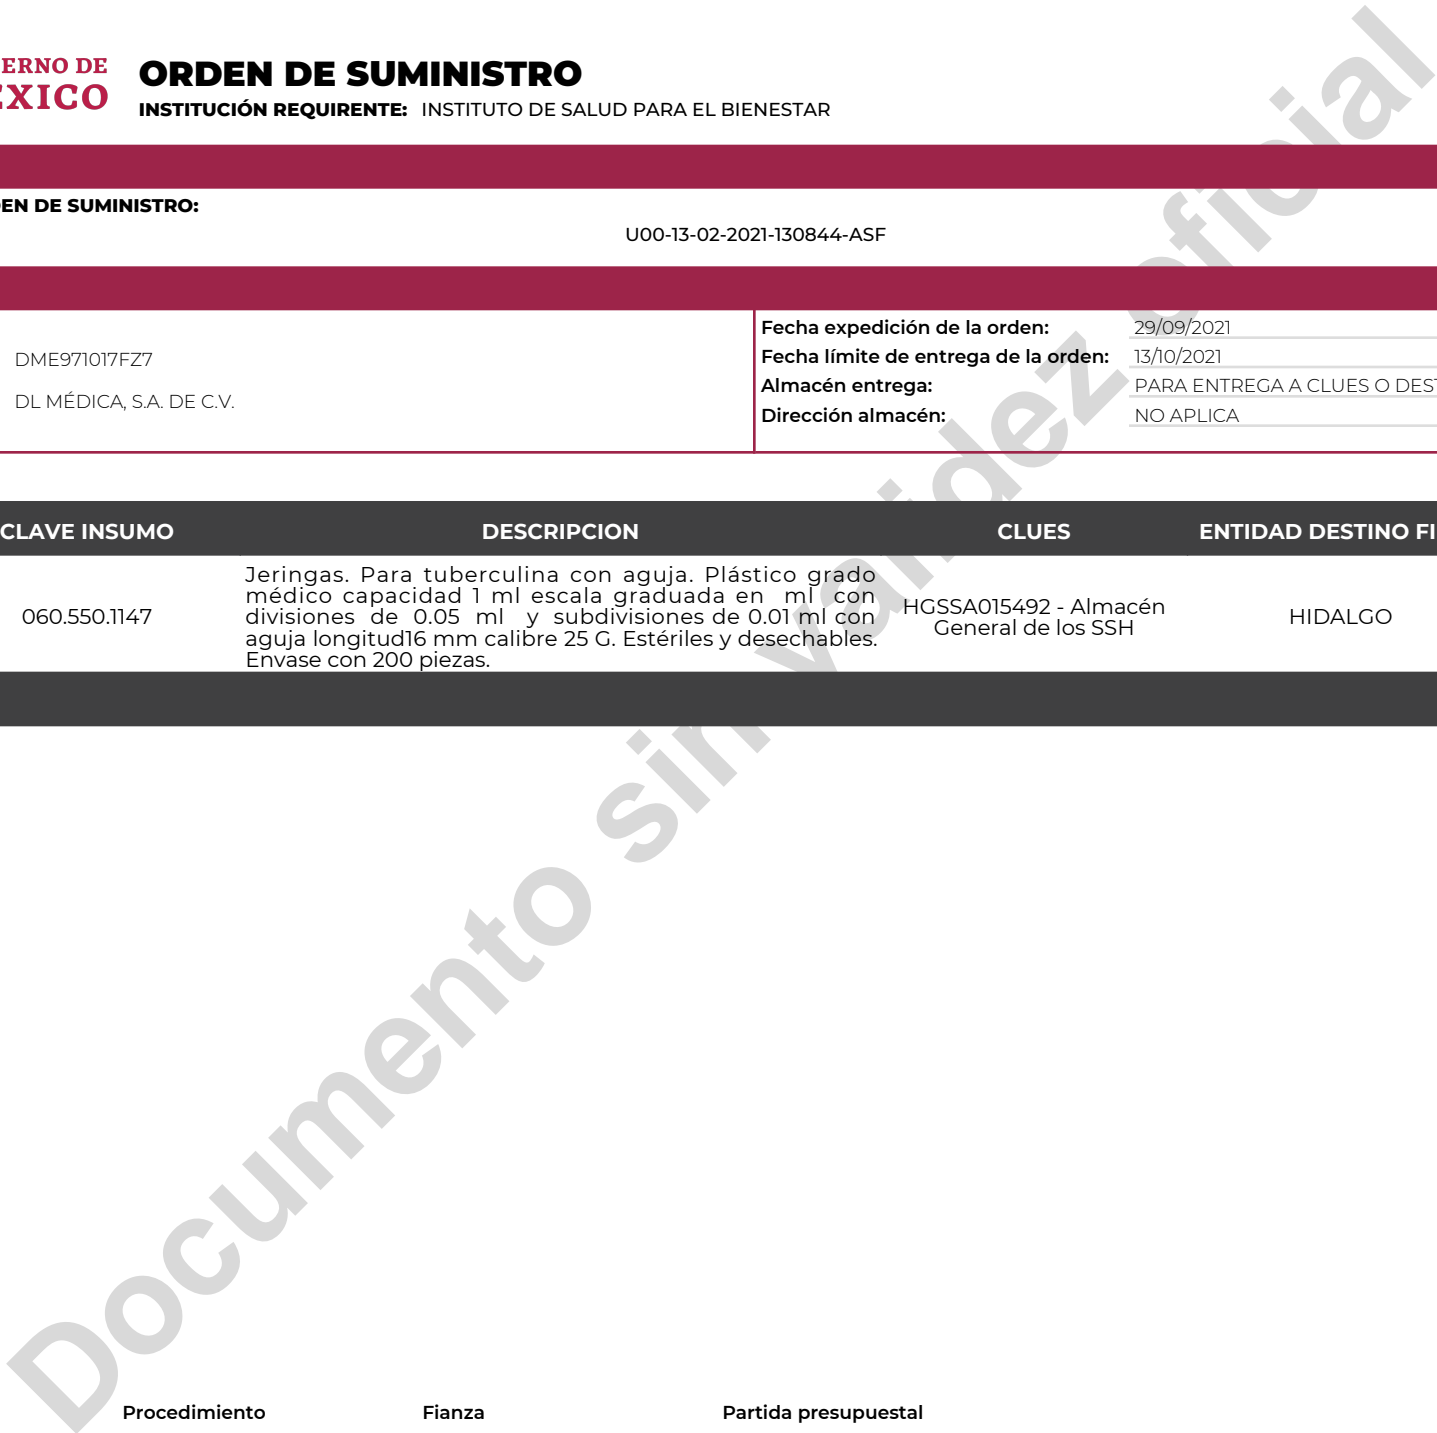 ERNO DE
EXICO
ORDEN DE SUMINISTRO
INSTITUCIÓN REQUIRENTE: INSTITUTO DE SALUD PARA EL BIENESTAR
EN DE SUMINISTRO:
U00-13-02-2021-130844-ASF
DME971017FZ7
DL MÉDICA, S.A. DE C.V.
Fecha expedición de la orden: 29/09/2021
Fecha límite de entrega de la orden: 13/10/2021
Almacén entrega: PARA ENTREGA A CLUES O DEST
Dirección almacén: NO APLICA
CLAVE INSUMO DESCRIPCION CLUES ENTIDAD DESTINO FI
060.550.1147
Jeringas. Para tuberculina con aguja. Plástico grado
médico capacidad 1 ml escala graduada en ml con
divisiones de 0.05 ml y subdivisiones de 0.01 ml con
aguja longitud16 mm calibre 25 G. Estériles y desechables.
Envase con 200 piezas.
HGSSA015492 - Almacén
General de los SSH
HIDALGO
Documento sin validez oficial
Procedimiento Fianza Partida presupuestal